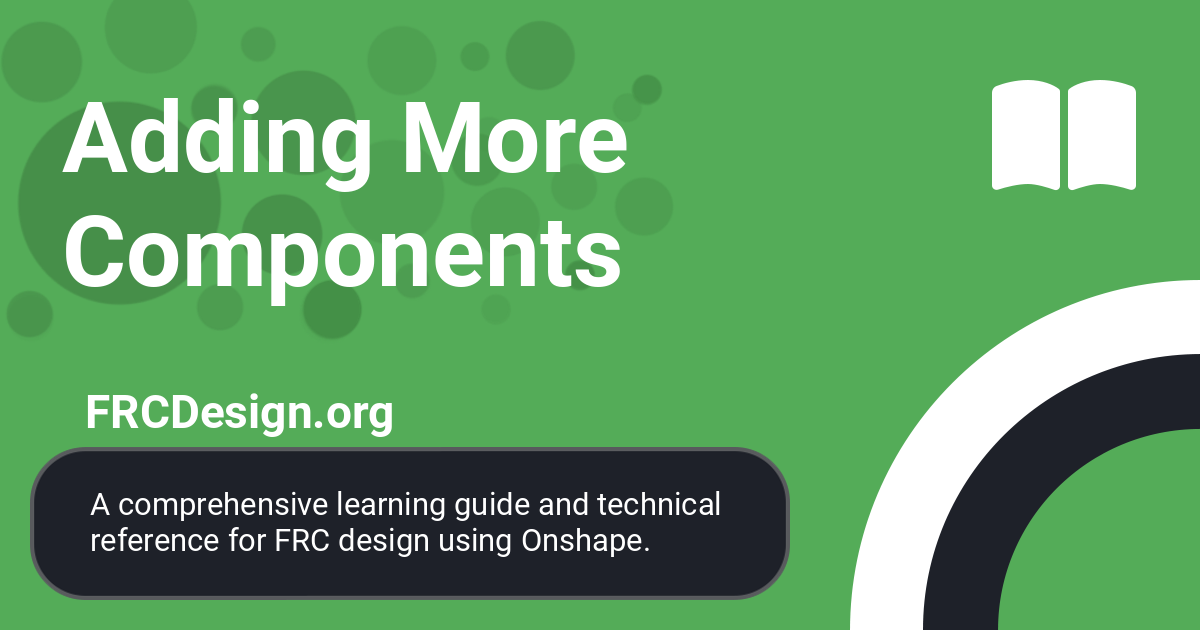 Adding More
Components
FRCDesign.org
A comprehensive learning guide and technical
reference for FRC design using Onshape.